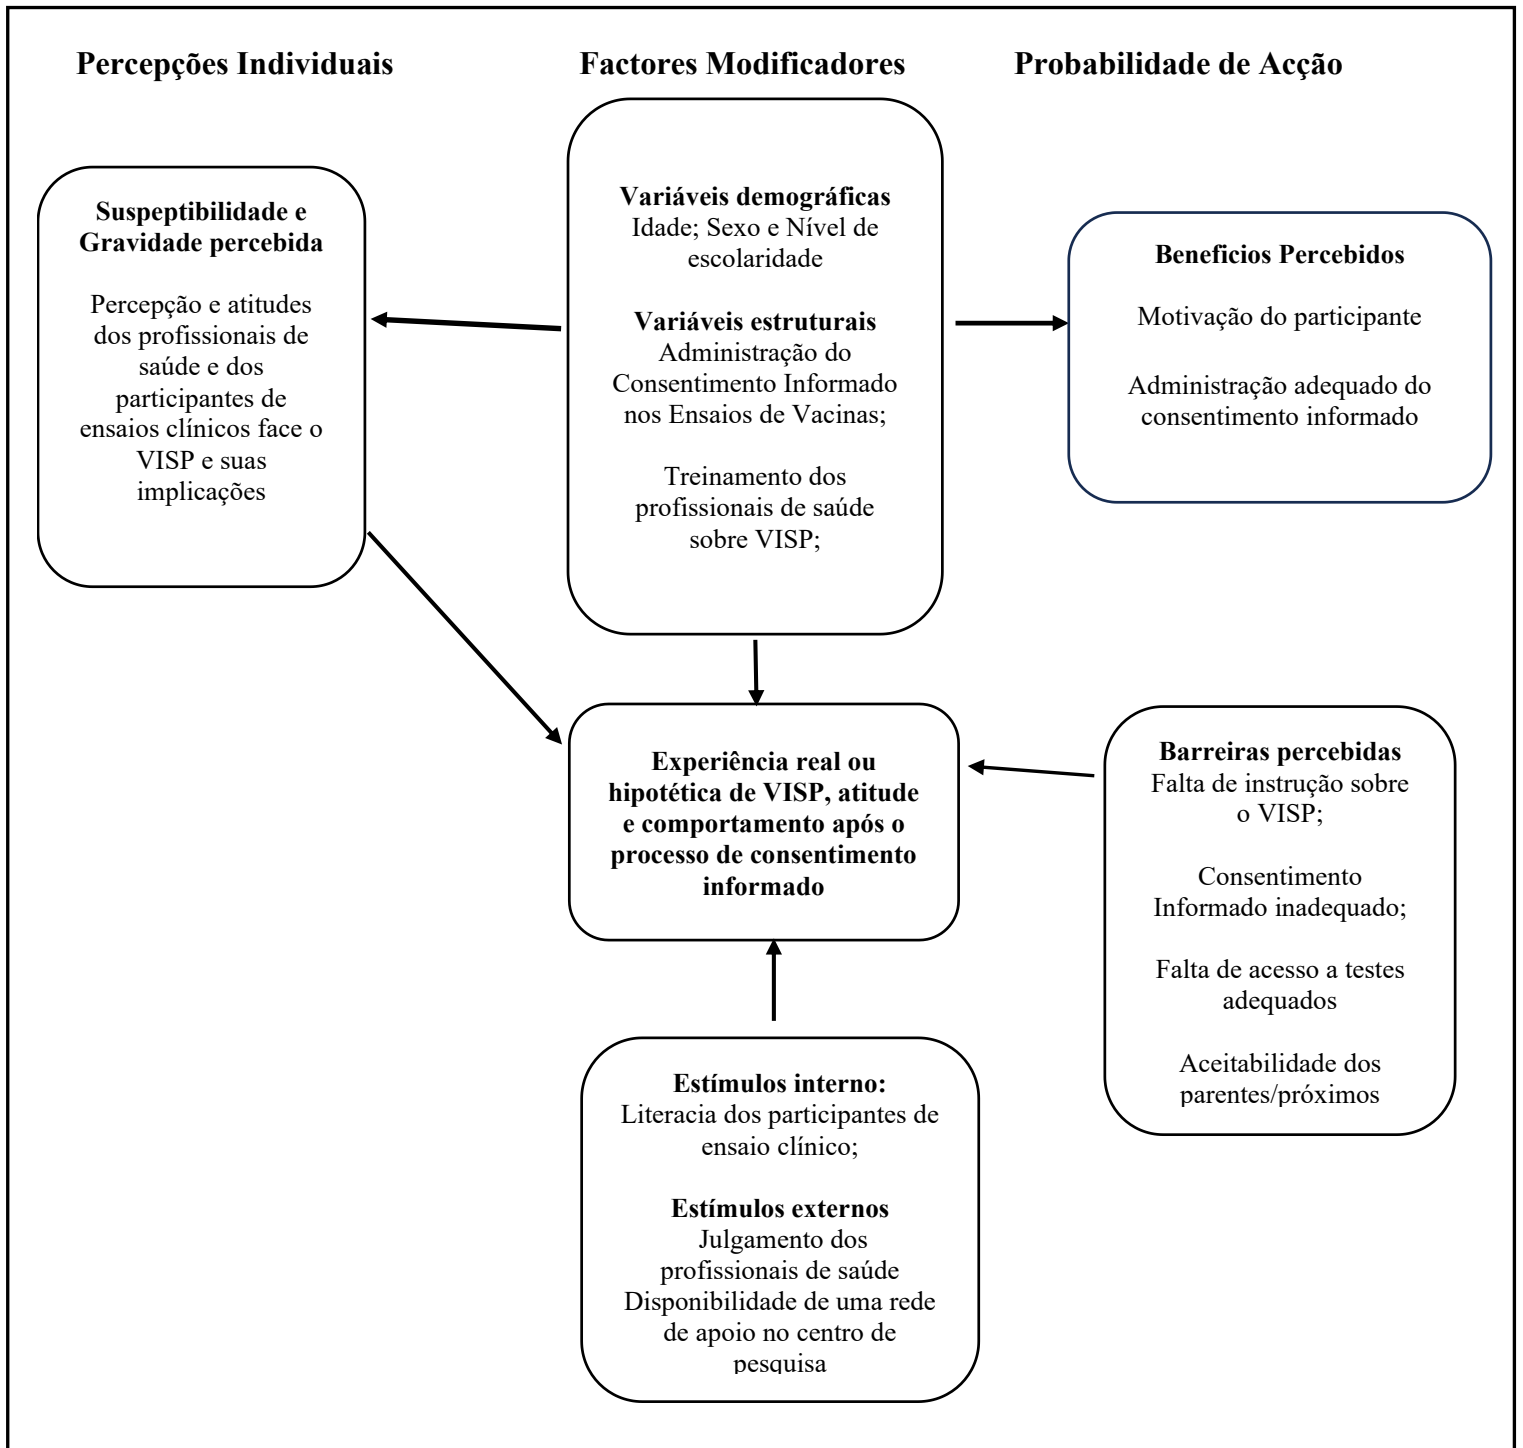 Percepções Individuais
Factores Modificadores
Probabilidade de Acção
Suspeptibilidade e
Gravidade percebida
Percepção e atitudes
dos profissionais de
saúde e dos
participantes de
ensaios clínicos face o
VISP e suas
implicações
Variáveis demográficas
Idade; Sexo e Nível de
escolaridade
Variáveis estruturais
Administração do
Consentimento Informado
nos Ensaios de Vacinas;
Treinamento dos
profissionais de saúde
sobre VISP;
Beneficios Percebidos
Motivação do participante
Administração adequado do
consentimento informado
Experiência real ou
hipotética de VISP, atitude
e comportamento após o
processo de consentimento
informado
Barreiras percebidas
Falta de instrução sobre
o VISP;
Consentimento
Informado inadequado;
Falta de acesso a testes
adequados
Aceitabilidade dos
parentes/próximos
Estímulos interno:
Literacia dos participantes de
ensaio clínico;
Estímulos externos
Julgamento dos
profissionais de saúde
Disponibilidade de uma rede
de apoio no centro de
pesquisa